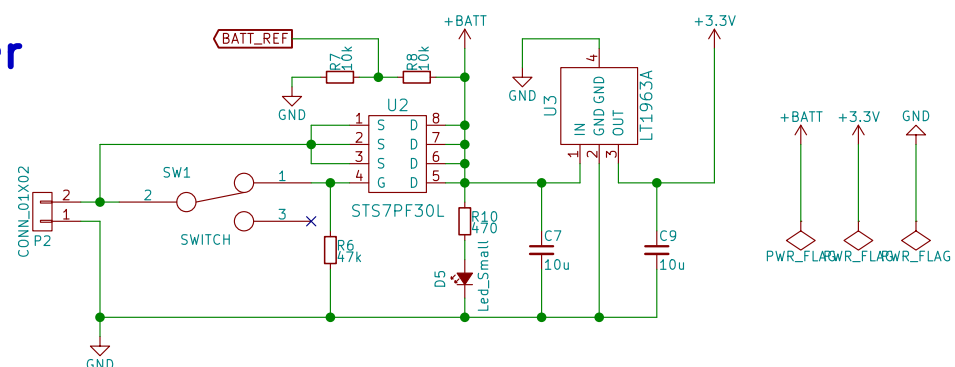 er
BATT_REF
+BATT
+3.3V
R7
10k
R8
10k
GND
GND
4
GND GND
IN
OUT
1
2
3
U3
LT1963A
U2
1 S D 8
2 S D 7
3 S D 6
4 G D 5
STS7PF30L
SW1
2
1
3
SWITCH
CONN_01X02
2
1
P2
R6
47k
R10
470
D5
Led_Small
C7
10u
C9
10u
GND
+BATT
+3.3V
GND
PWR_FLAG
PWR_FLAG
PWR_FLAG